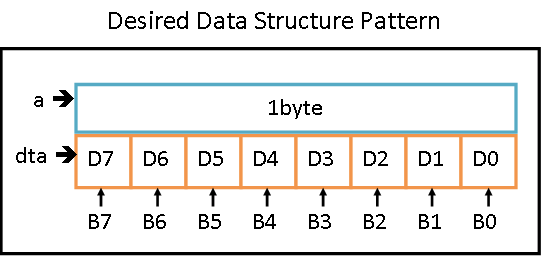 Desired Data Structure Pattern
a → 1byte
dta → D7 D6 D5 D4 D3 D2 D1 D0
B7 B6 B5 B4 B3 B2 B1 B0